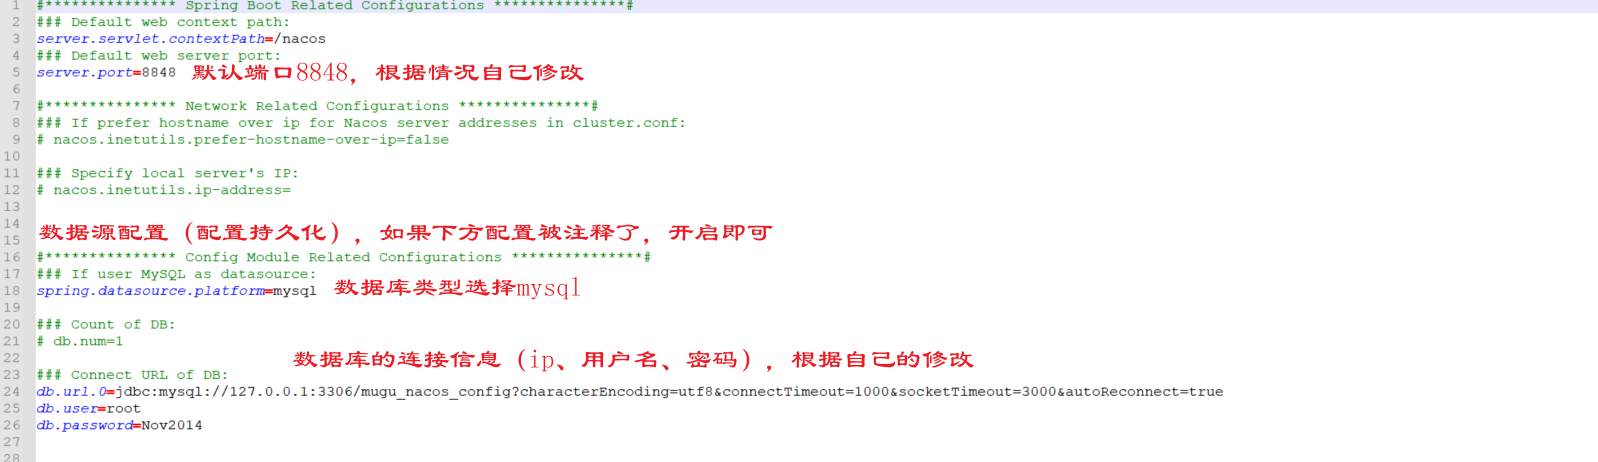 1 #*************** Spring Boot Related Configurations ***************#
2 ### Default web context path:
3 server.servlet.contextPath=/nacos
4 ### Default web server port:
5 server.port=8848 默认端口8848，根据情况自己修改
6
7 #*************** Network Related Configurations ***************#
8 ### If prefer hostname over ip for Nacos server addresses in cluster.conf:
9 # nacos.inetutils.prefer-hostname-over-ip=false
10
11 ### Specify local server's IP:
12 # nacos.inetutils.ip-address=
13
14
数据源配置（配置持久化），如果下方配置被注释了，开启即可
15
16 #*************** Config Module Related Configurations ***************#
17 ### If user MySQL as datasource:
18 spring.datasource.platform=mysql 数据库类型选择mysql
19
20 ### Count of DB:
21 # db.num=1
22 数据库的连接信息（ip、用户名、密码），根据自己的修改
23 ### Connect URL of DB:
24 db.url.0=jdbc:mysql://127.0.0.1:3306/mugu_nacos_config?characterEncoding=utf8&connectTimeout=1000&socketTimeout=3000&autoReconnect=true
25 db.user=root
26 db.password=Nov2014
27
28